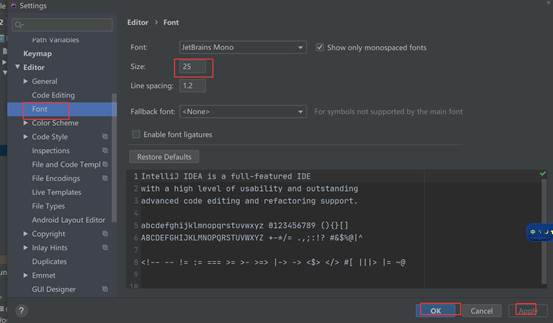 Settings
Path Variables
Keymap
Editor
General
Code Editing
Font
Color Scheme
Code Style
Inspections
File and Code Templ
File Encodings
Live Templates
File Types
Android Layout Editor
Copyright
Inlay Hints
Duplicates
Emmet
GUI Designer
Editor › Font
Font: JetBrains Mono Show only monospaced fonts
Size: 25
Line spacing: 1.2
Fallback font: <None> For symbols not supported by the main font
Enable font ligatures
Restore Defaults
1 IntelliJ IDEA is a full-featured IDE
2 with a high level of usability and outstanding
3 advanced code editing and refactoring support.
4
5 abcdefghijklmnopqrstuvwxyz 0123456789 (){}[]
6 ABCDEFGHIJKLMNOPQRSTUVWXYZ +-*/= .,;:!? #&$%@|^
7
8 <!-- -- != := === >= >- >=> |-> -> <$> </> #[ |||> |= ~@
9
10
中
? OK Cancel Apply